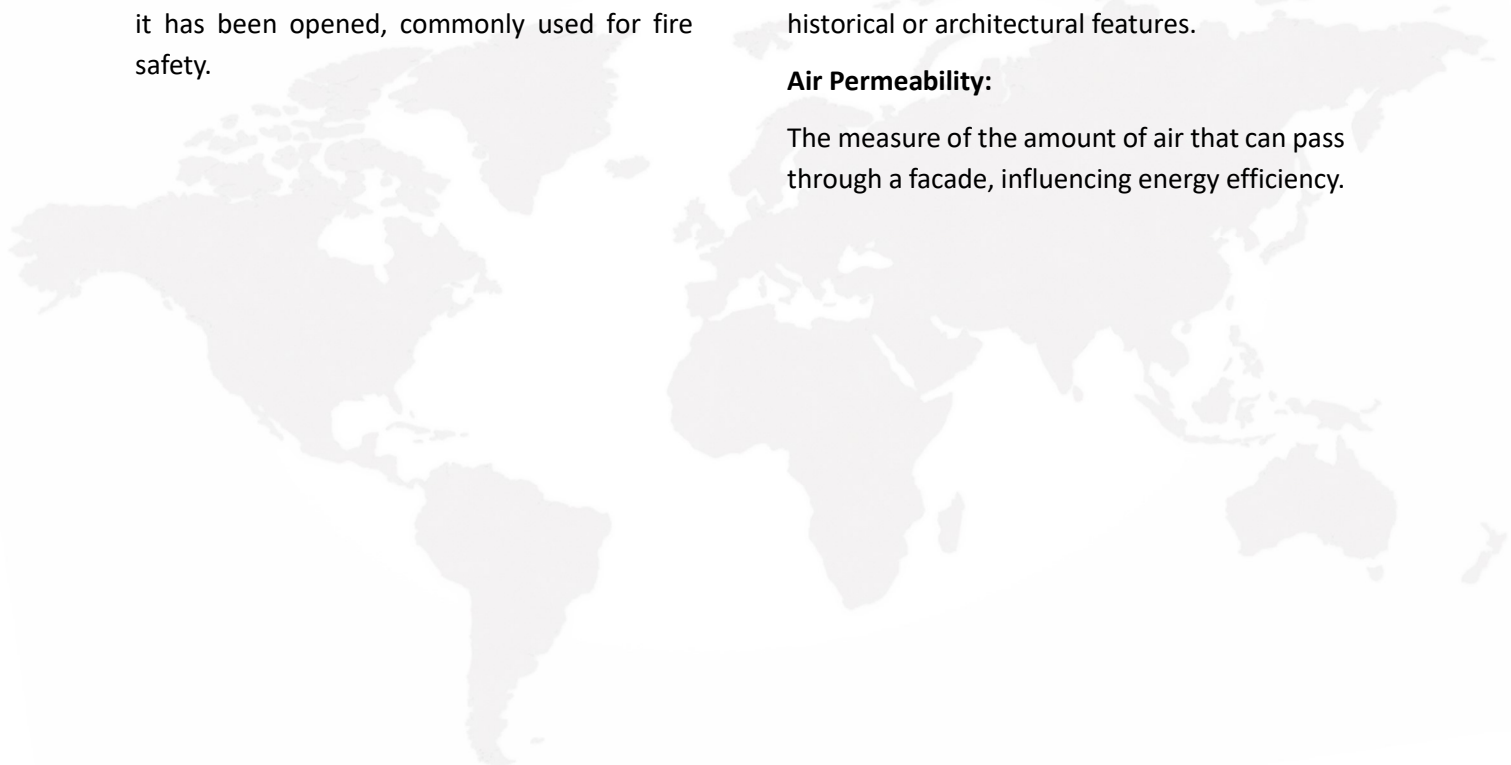 it has been opened, commonly used for fire
safety.
historical or architectural features.
Air Permeability:
The measure of the amount of air that can pass
through a facade, influencing energy efficiency.